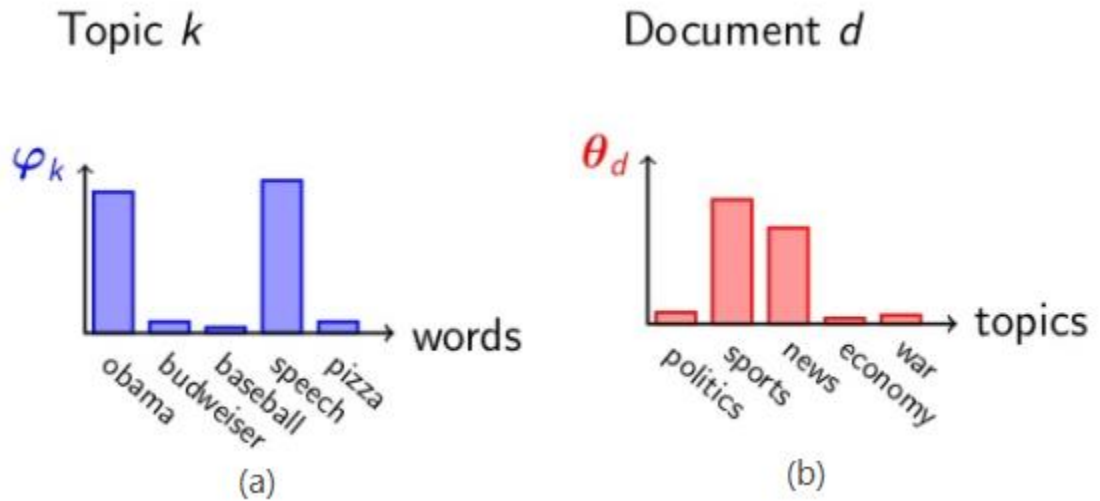 Topic k
φk
obama
budweiser
baseball
speech
pizza
words
(a)
Document d
θd
politics
sports
news
economy
war
topics
(b)